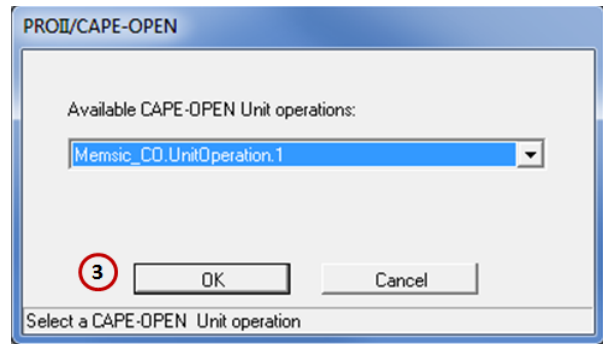 PROII/CAPE-OPEN
Available CAPE-OPEN Unit operations:
Memsic_CO.UnitOperation.1
3
OK
Cancel
Select a CAPE-OPEN  Unit operation